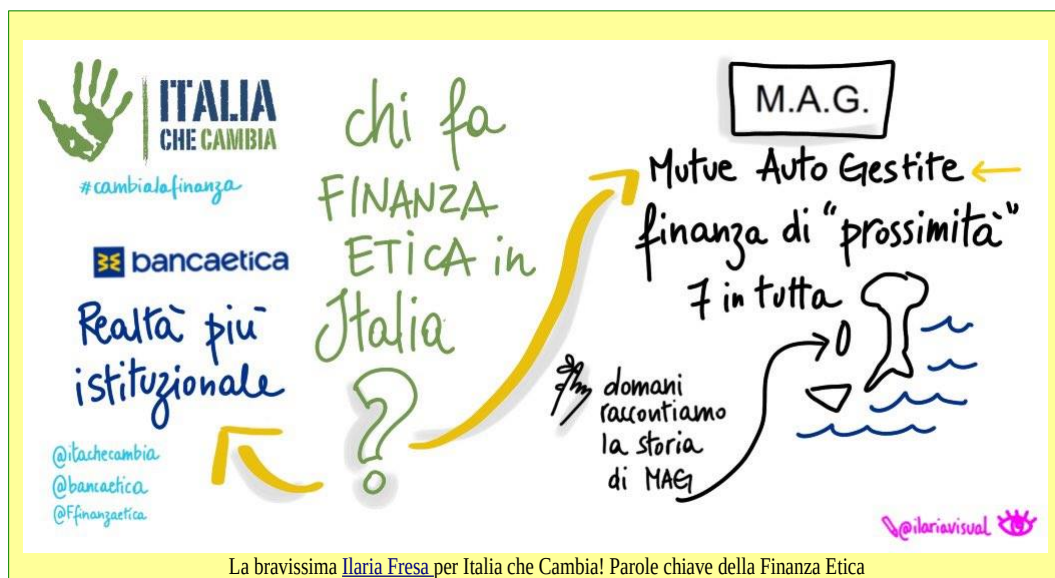 ITALIA
CHE CAMBIA
#cambialafinanza
bancaetica
Realtà più
istituzionale
@itachecambia
@bancaetica
@Ffinanzaetica
chi fa
FINANZA
ETICA in
Italia
?
M.A.G.
Mutue Auto Gestite
finanza di "prossimità"
7 in tutta
domani
raccontiamo
la storia
di MAG
@ilariavisual
La bravissima Ilaria Fresa per Italia che Cambia! Parole chiave della Finanza Etica